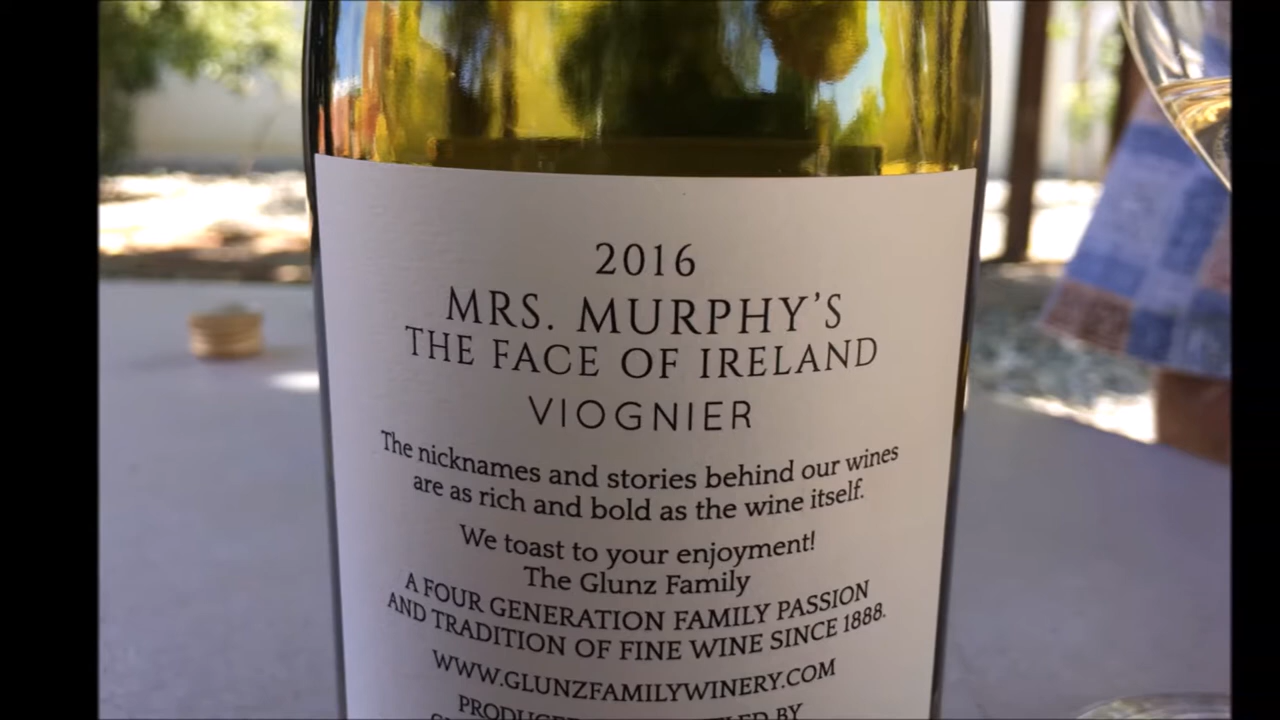 2016
MRS. MURPHY'S
THE FACE OF IRELAND
VIOGNIER
The nicknames and stories behind our wines
are as rich and bold as the wine itself.
We toast to your enjoyment!
The Glunz Family
A FOUR GENERATION FAMILY PASSION
AND TRADITION OF FINE WINE SINCE 1888.
WWW.GLUNZFAMILYWINERY.COM
BY